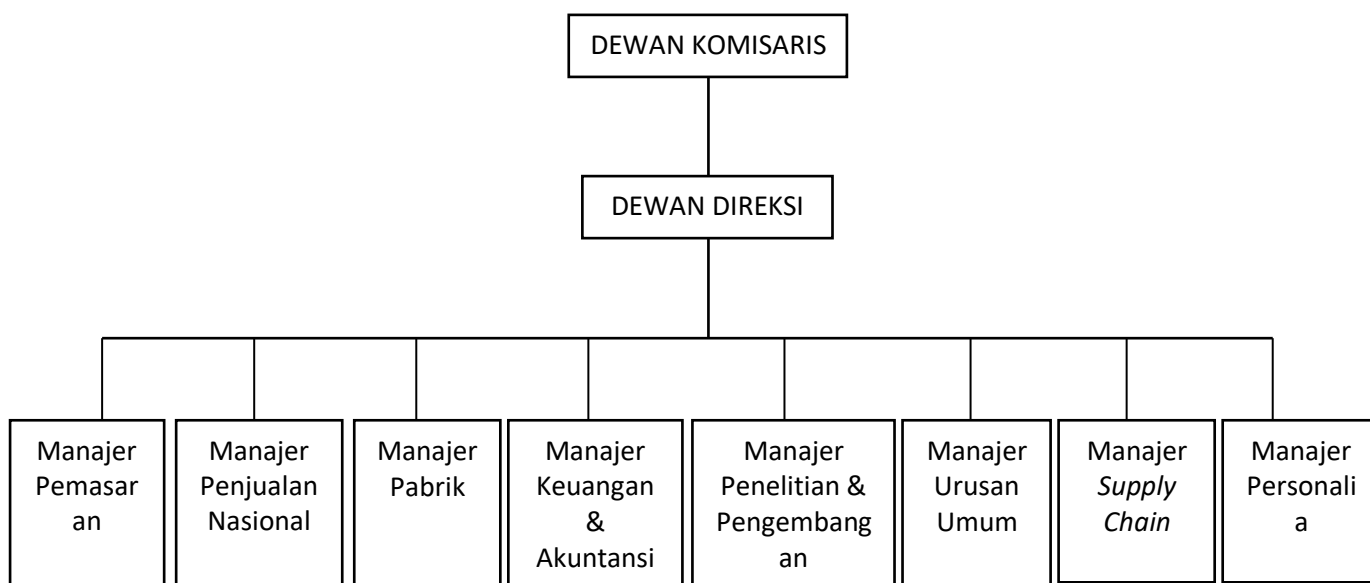 DEWAN KOMISARIS
DEWAN DIREKSI
Manajer
Pemasar
an
Manajer
Penjualan
Nasional
Manajer
Pabrik
Manajer
Keuangan
&
Akuntansi
Manajer
Penelitian &
Pengembang
an
Manajer
Urusan
Umum
Manajer
Supply
Chain
Manajer
Personali
a